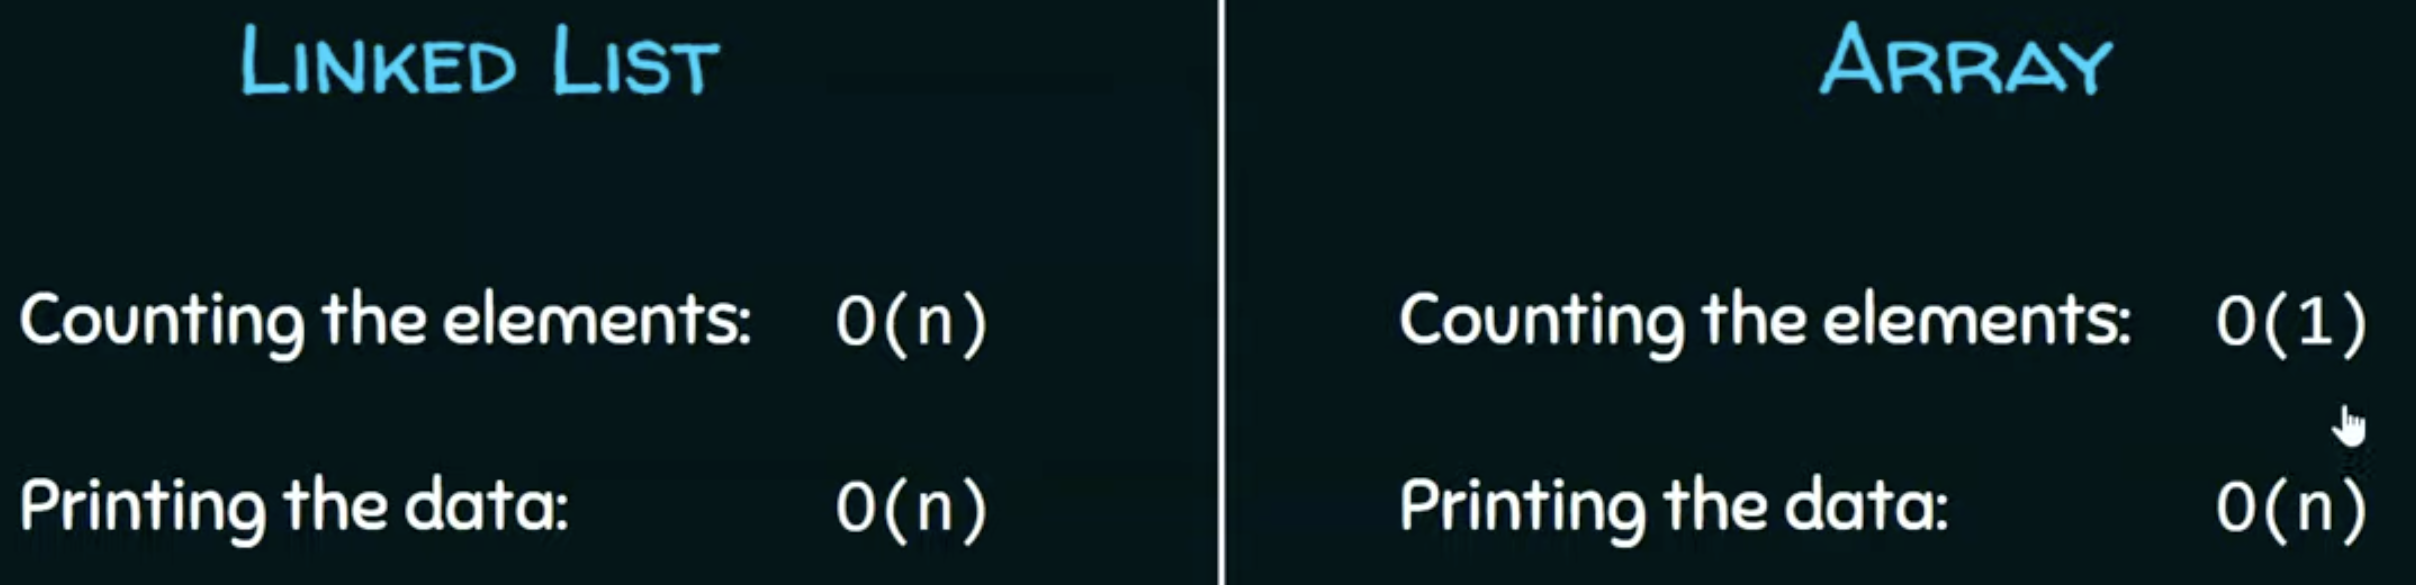 LINKED LIST
Counting the elements: O(n)
Printing the data: O(n)
ARRAY
Counting the elements: O(1)
Printing the data: O(n)